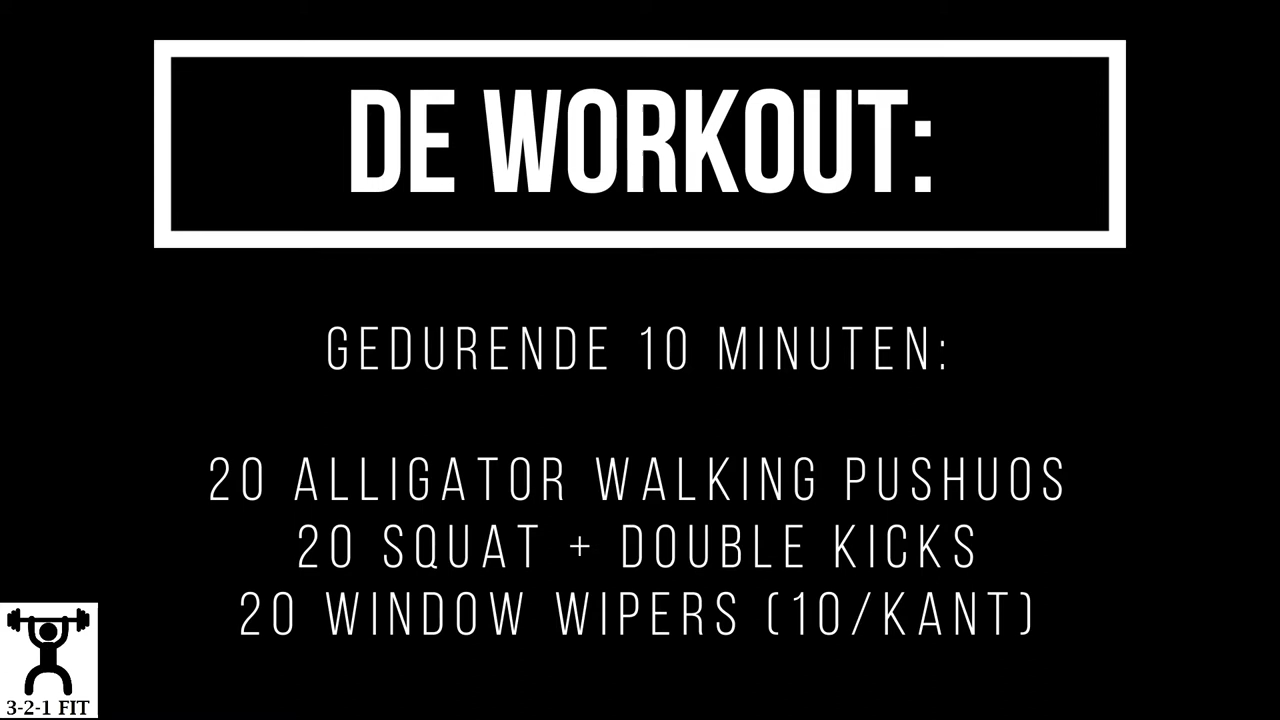 DE WORKOUT:
GEDURENDE 10 MINUTEN:
20 ALLIGATOR WALKING PUSHUOS
20 SQUAT + DOUBLE KICKS
20 WINDOW WIPERS (10/KANT)
3-2-1 FIT